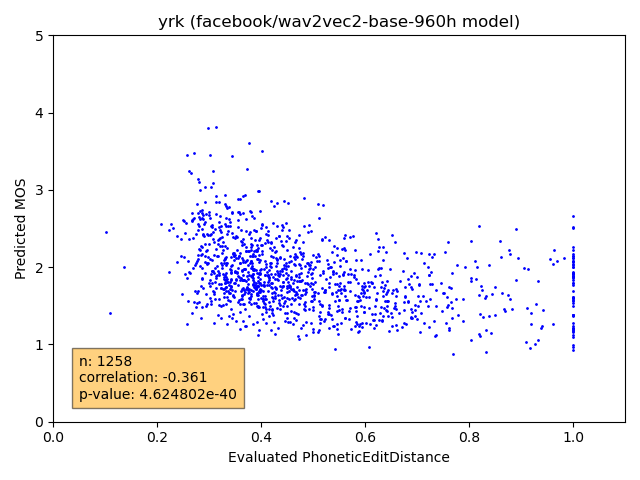 yrk (facebook/wav2vec2-base-960h model)
5
4
3
2
1
0
Predicted MOS
n: 1258
correlation: -0.361
p-value: 4.624802e-40
0.0 0.2 0.4 0.6 0.8 1.0
Evaluated PhoneticEditDistance